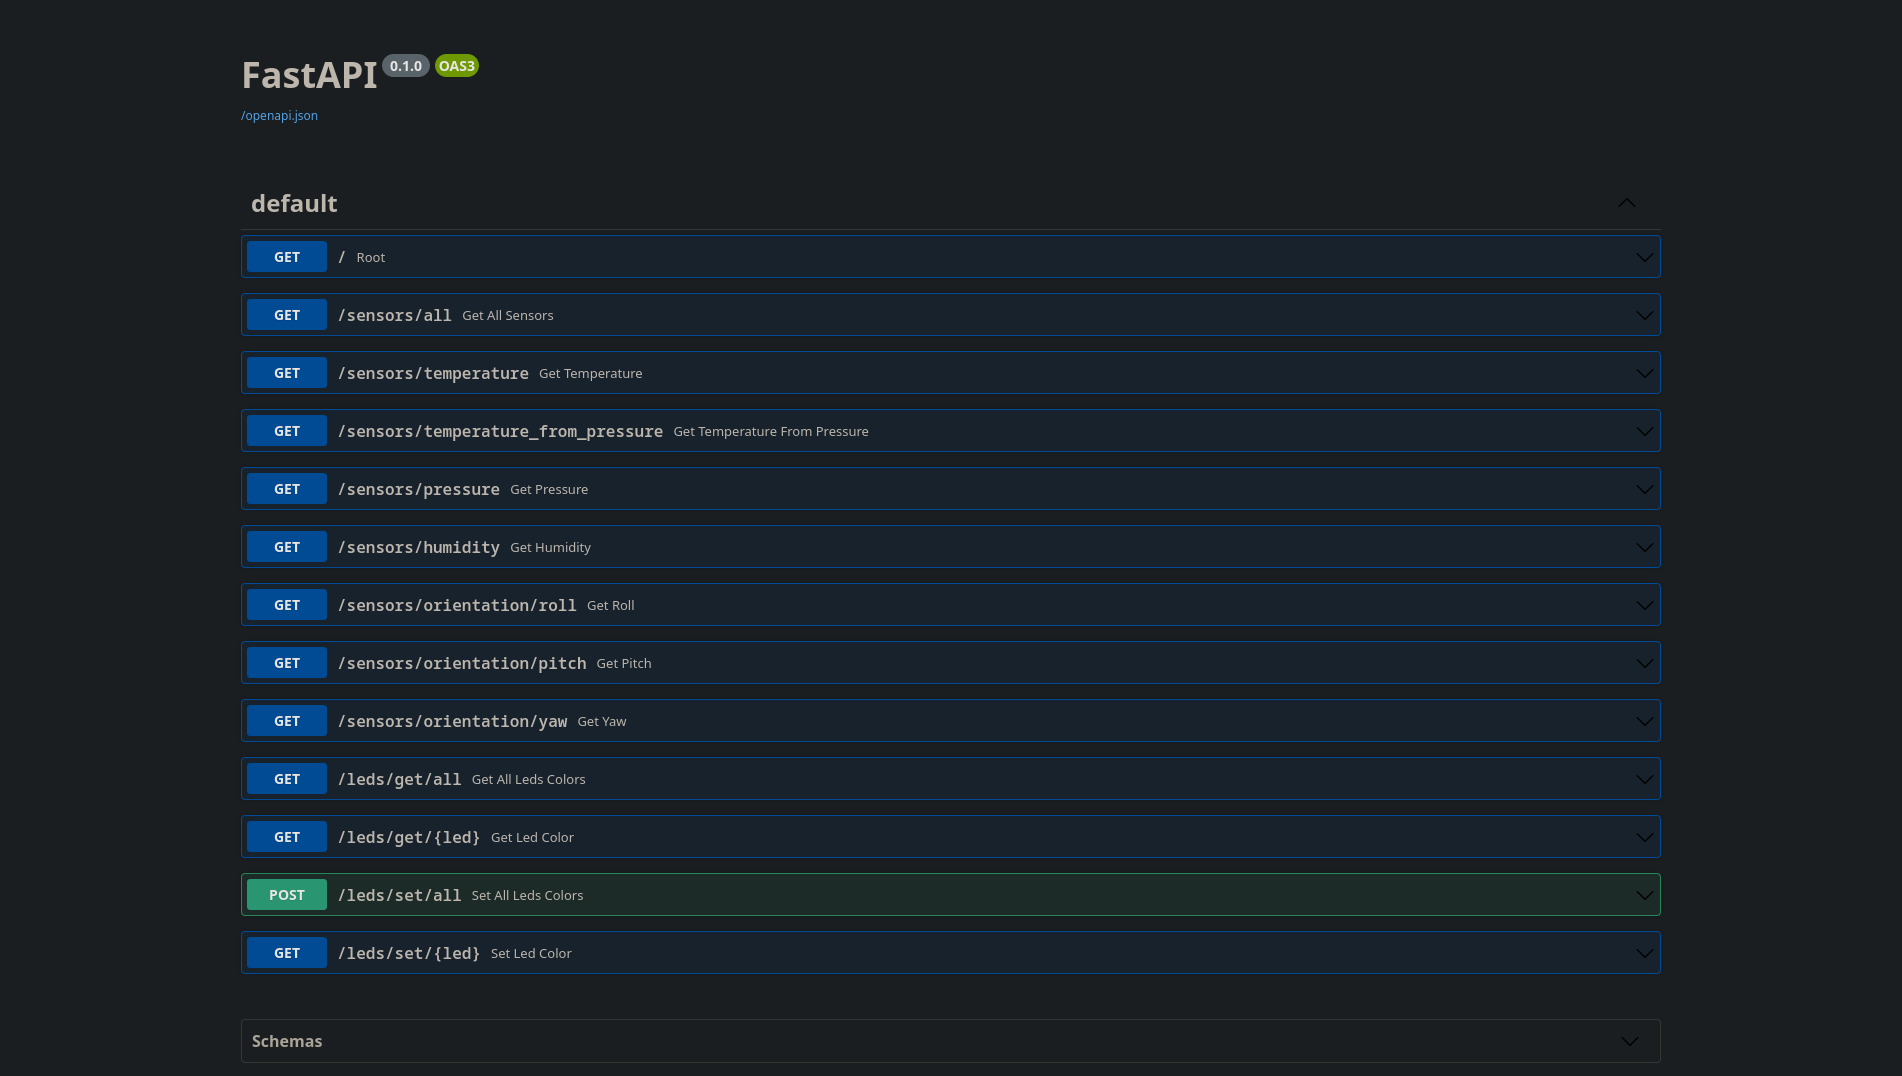 FastAPI 0.1.0 OAS3
/openapi.json
default
GET / Root
GET /sensors/all Get All Sensors
GET /sensors/temperature Get Temperature
GET /sensors/temperature_from_pressure Get Temperature From Pressure
GET /sensors/pressure Get Pressure
GET /sensors/humidity Get Humidity
GET /sensors/orientation/roll Get Roll
GET /sensors/orientation/pitch Get Pitch
GET /sensors/orientation/yaw Get Yaw
GET /leds/get/all Get All Leds Colors
GET /leds/get/{led} Get Led Color
POST /leds/set/all Set All Leds Colors
GET /leds/set/{led} Set Led Color
Schemas